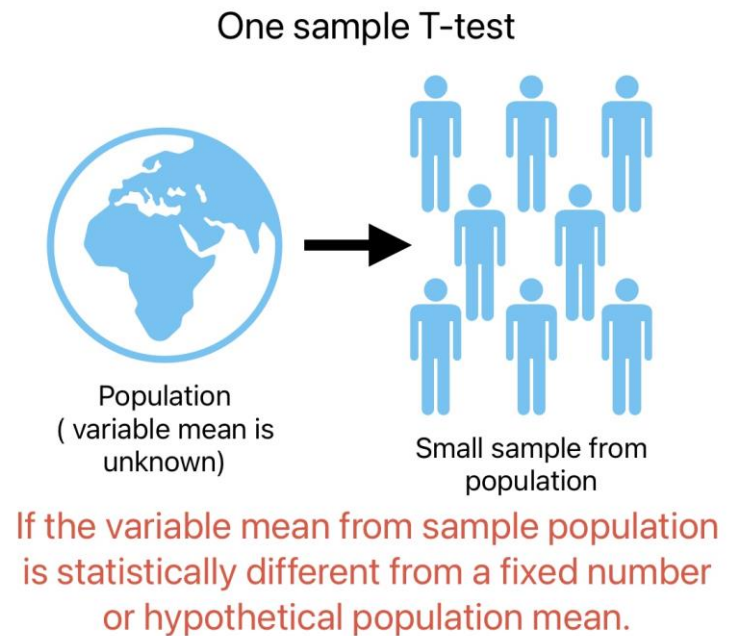 One sample T-test
Population
( variable mean is
unknown)
Small sample from
population
If the variable mean from sample population
is statistically different from a fixed number
or hypothetical population mean.